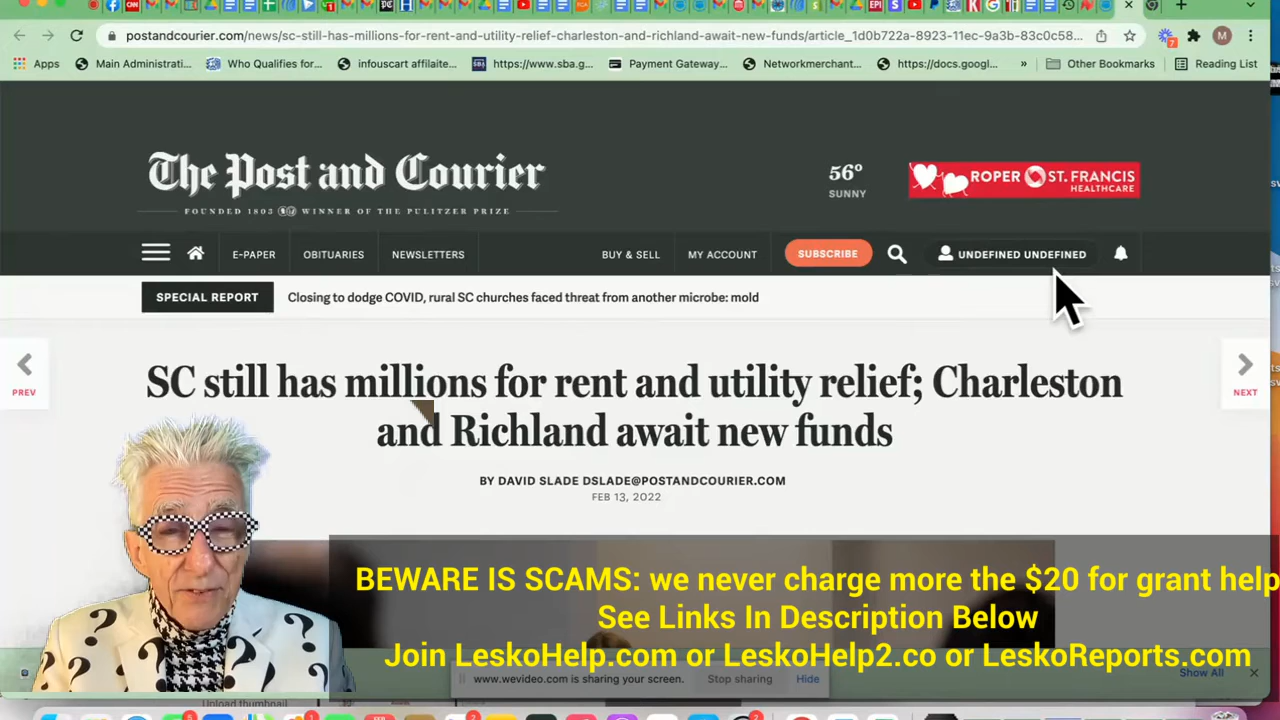 postandcourier.com/news/sc-still-has-millions-for-rent-and-utility-relief-charleston-and-richland-await-new-funds/article_1d0b722a-8923-11ec-9a3b-83c0c58...
Apps Main Administrati... Who Qualifies for... infouscart affilaite... https://www.sba.g... Payment Gateway... Networkmerchant... https://docs.googl... » Other Bookmarks Reading List
The Post and Courier
FOUNDED 1803 WINNER OF THE PULITZER PRIZE
56°
SUNNY
ROPER ST. FRANCIS
HEALTHCARE
E-PAPER OBITUARIES NEWSLETTERS BUY & SELL MY ACCOUNT SUBSCRIBE UNDEFINED UNDEFINED
SPECIAL REPORT Closing to dodge COVID, rural SC churches faced threat from another microbe: mold
PREV
NEXT
SC still has millions for rent and utility relief; Charleston
and Richland await new funds
BY DAVID SLADE DSLADE@POSTANDCOURIER.COM
FEB 13, 2022
BEWARE IS SCAMS: we never charge more the $20 for grant help
See Links In Description Below
Join LeskoHelp.com or LeskoHelp2.co or LeskoReports.com
www.wevideo.com is sharing your screen. Stop sharing Hide
Show All
Upload thumbnail